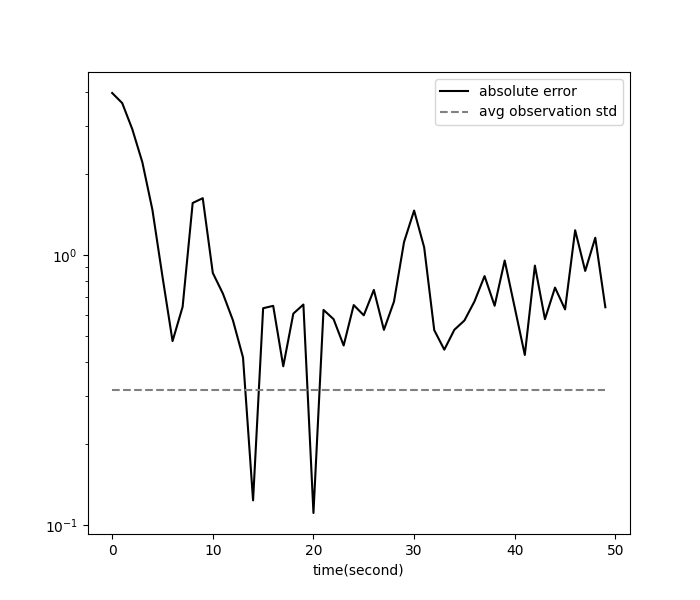 absolute error
avg observation std
10⁰
10⁻¹
0 10 20 30 40 50
time(second)